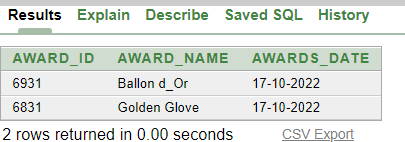 Results Explain Describe Saved SQL History
AWARD_ID AWARD_NAME AWARDS_DATE
6931 Ballon d_Or 17-10-2022
6831 Golden Glove 17-10-2022
2 rows returned in 0.00 seconds CSV Export